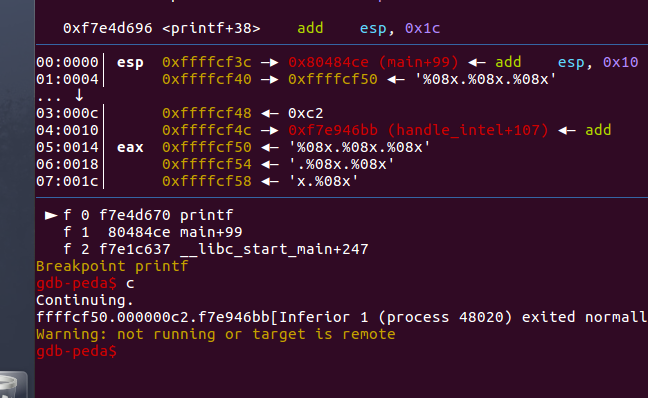 0xf7e4d696 <printf+38>    add    esp, 0x1c
00:0000│ esp  0xffffcf3c —▸ 0x80484ce (main+99) ◂— add    esp, 0x10
01:0004│      0xffffcf40 —▸ 0xffffcf50 ◂— '%08x.%08x.%08x'
... ↓
03:000c│      0xffffcf48 ◂— 0xc2
04:0010│      0xffffcf4c —▸ 0xf7e946bb (handle_intel+107) ◂— add
05:0014│ eax  0xffffcf50 ◂— '%08x.%08x.%08x'
06:0018│      0xffffcf54 ◂— '.%08x.%08x'
07:001c│      0xffffcf58 ◂— 'x.%08x'
► f 0 f7e4d670 printf
f 1  80484ce main+99
f 2 f7e1c637 __libc_start_main+247
Breakpoint printf
gdb-peda$ c
Continuing.
ffffcf50.000000c2.f7e946bb[Inferior 1 (process 48020) exited normall
Warning: not running or target is remote
gdb-peda$